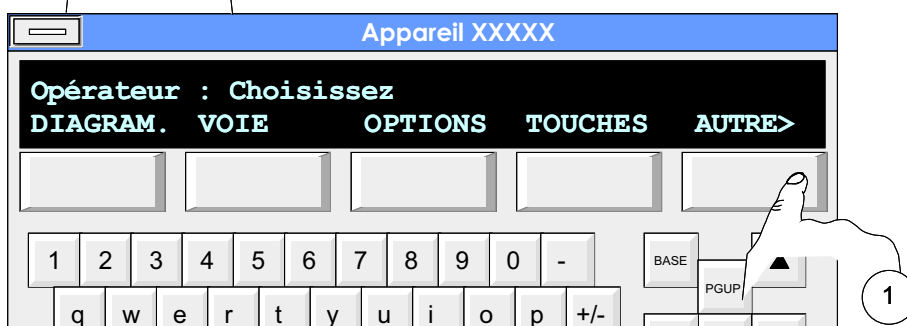 Appareil XXXXX
Opérateur : Choisissez
DIAGRAM. VOIE OPTIONS TOUCHES AUTRE>
1 2 3 4 5 6 7 8 9 0 - BASE
PGUP
q w e r t y u i o p +/-
1